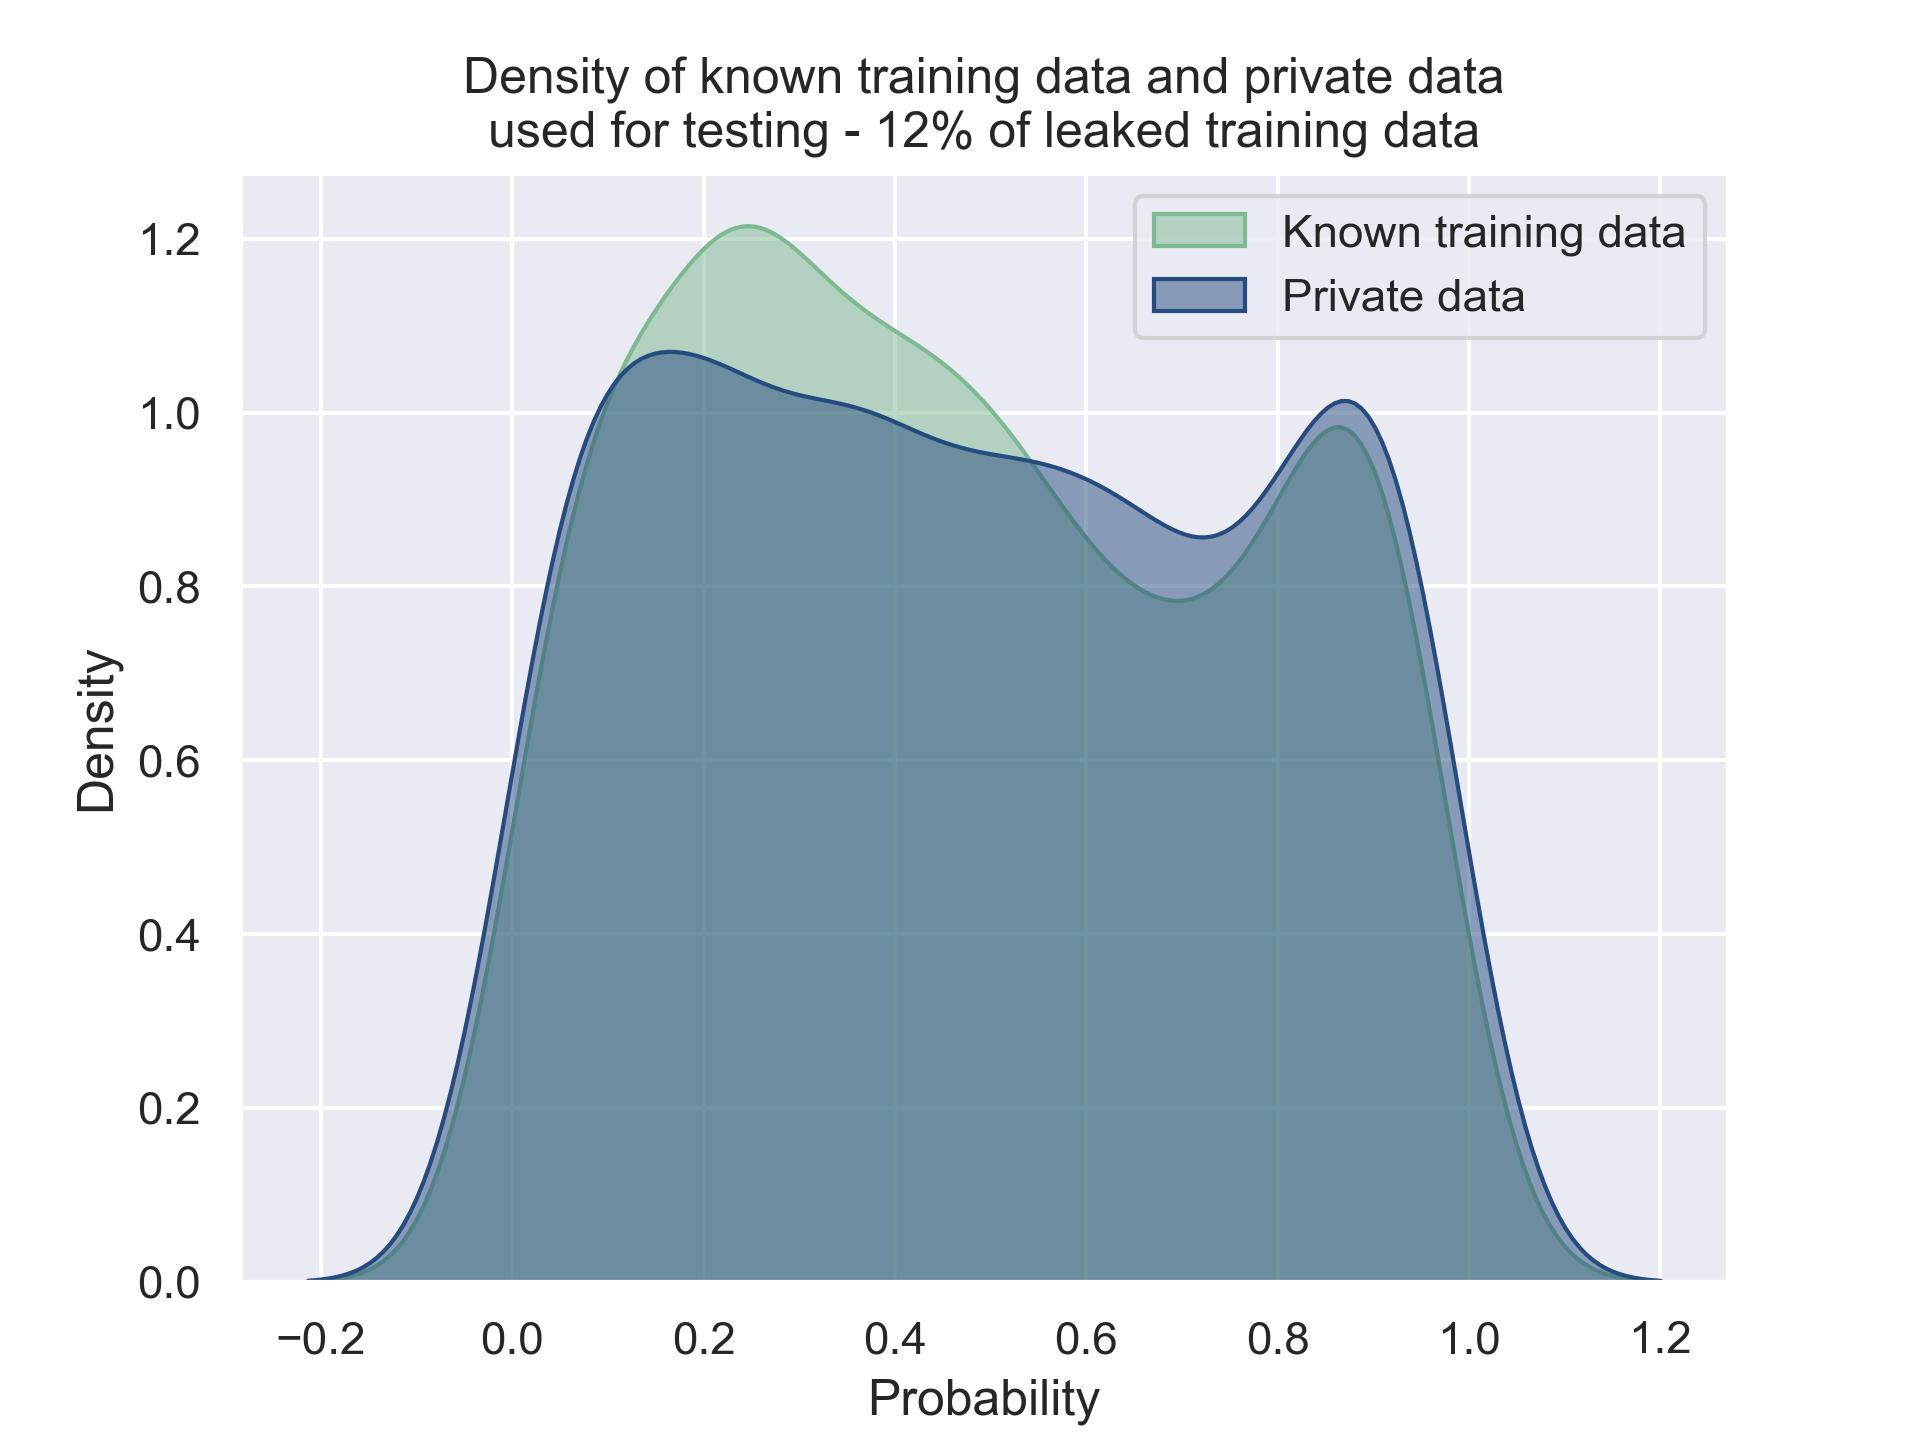 Density of known training data and private data
used for testing - 12% of leaked training data
Known training data
Private data
1.2
1.0
0.8
0.6
0.4
0.2
0.0
Density
−0.2 0.0 0.2 0.4 0.6 0.8 1.0 1.2
Probability